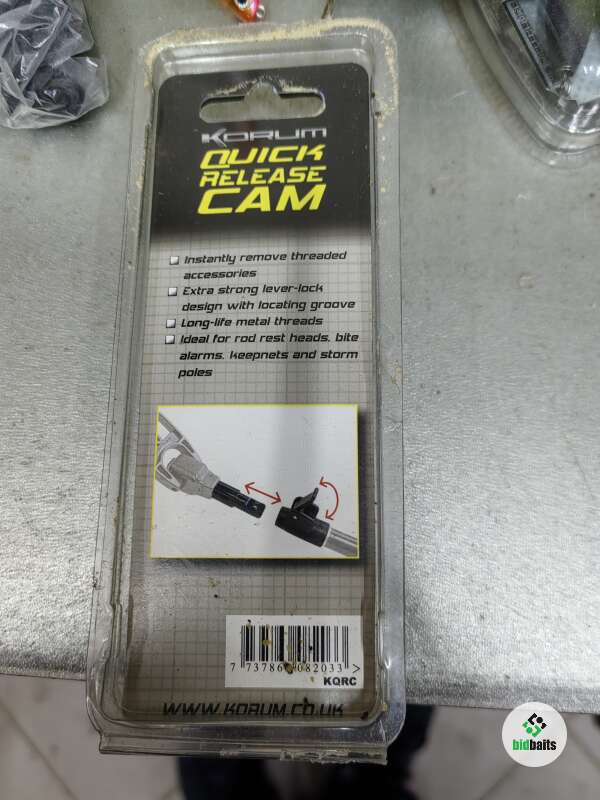 KORUM
QUICK
RELEASE
CAM
Instantly remove threaded
accessories
Extra strong lever-lock
design with locating groove
Long-life metal threads
Ideal for rod rest heads, bite
alarms, keepnets and storm
poles
KQRC
WWW.KORUM.CO.UK
bidbaits